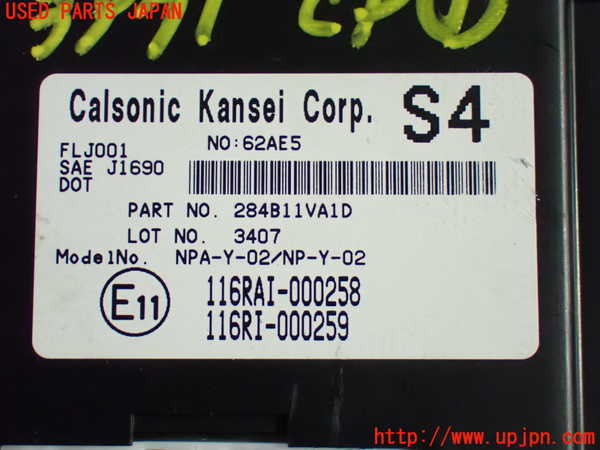 USED PARTS JAPAN
Calsonic Kansei Corp.
S4
FLJ001
NO:62AE5
SAE J1690
DOT
PART NO. 284B11VA1D
LOT NO. 3407
ModelNo. NPA-Y-02/NP-Y-02
E11
116RAI-000258
116RI-000259
http://www.upjpn.com/